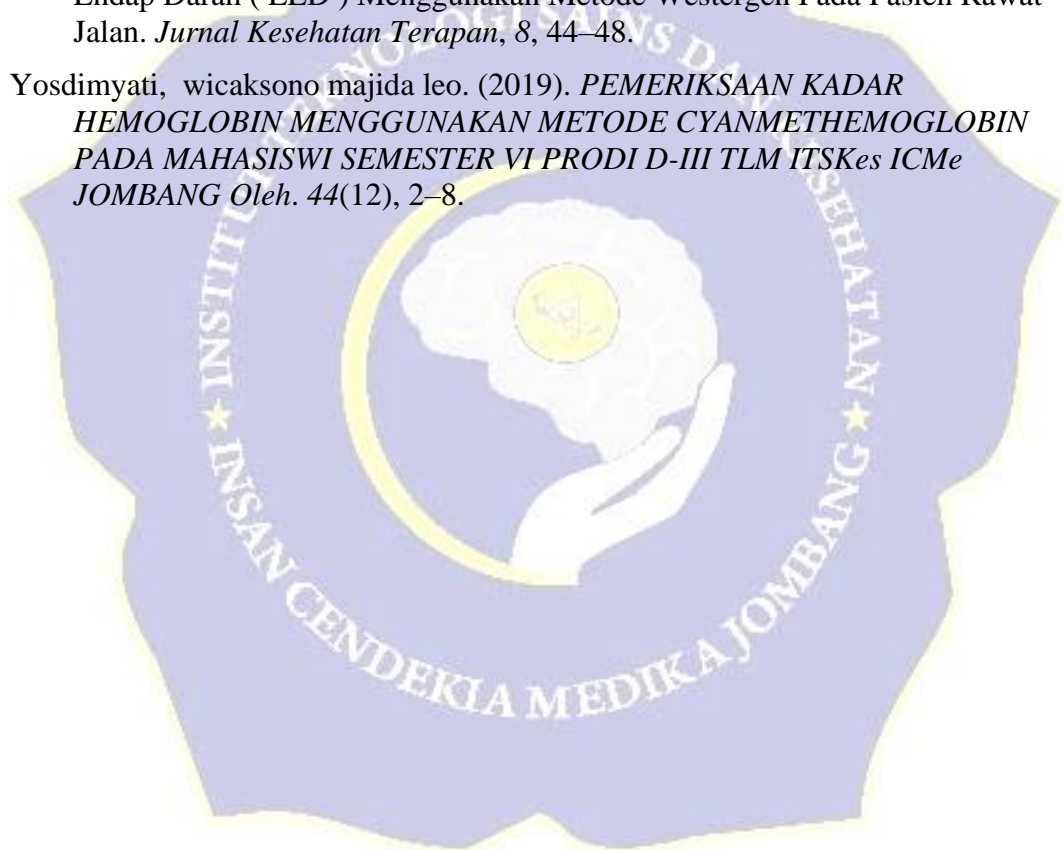 Endap Darah ( LED ) Menggunakan Metode Westergen Pada Pasien Rawat
Jalan. Jurnal Kesehatan Terapan, 8, 44–48.
Yosdimyati, wicaksono majida leo. (2019). PEMERIKSAAN KADAR
HEMOGLOBIN MENGGUNAKAN METODE CYANMETHEMOGLOBIN
PADA MAHASISWI SEMESTER VI PRODI D-III TLM ITSKes ICMe
JOMBANG Oleh. 44(12), 2–8.
INSTITUT TEKNOLOGI SAINS DAN KESEHATAN
INSAN CENDEKIA MEDIKA JOMBANG